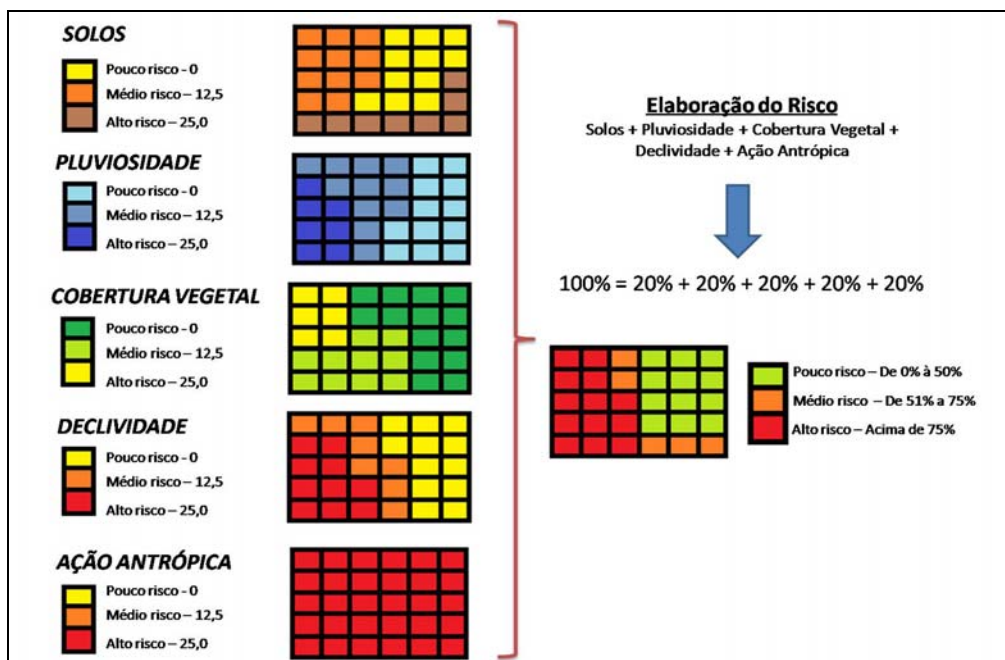 SOLOS
Pouco risco - 0
Médio risco – 12,5
Alto risco – 25,0
PLUVIOSIDADE
Pouco risco - 0
Médio risco – 12,5
Alto risco – 25,0
COBERTURA VEGETAL
Pouco risco - 0
Médio risco – 12,5
Alto risco – 25,0
DECLIVIDADE
Pouco risco - 0
Médio risco – 12,5
Alto risco – 25,0
AÇÃO ANTRÓPICA
Pouco risco - 0
Médio risco – 12,5
Alto risco – 25,0
Elaboração do Risco
Solos + Pluviosidade + Cobertura Vegetal +
Declividade + Ação Antrópica
100% = 20% + 20% + 20% + 20% + 20%
Pouco risco – De 0% à 50%
Médio risco – De 51% a 75%
Alto risco – Acima de 75%